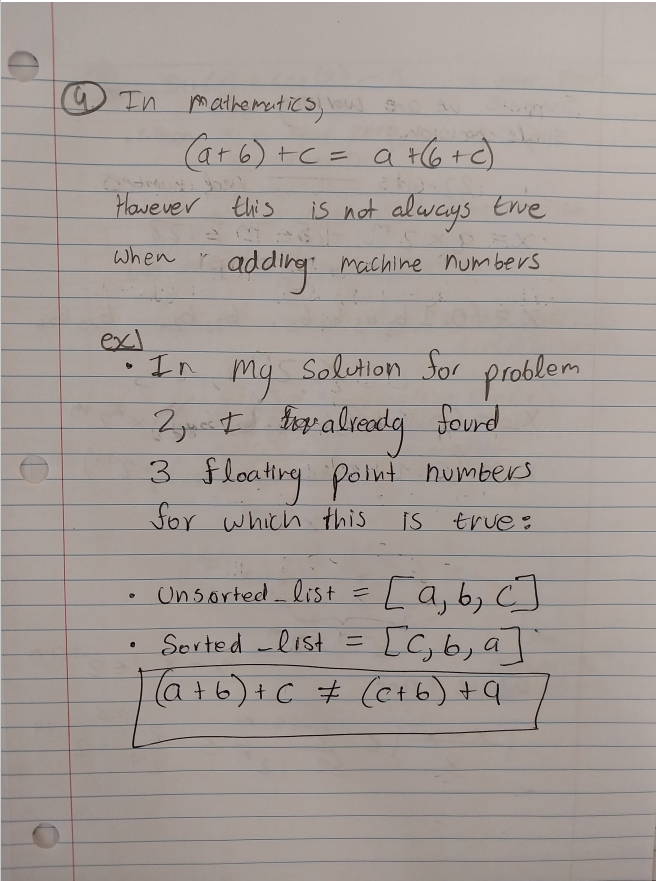 4. In mathematics,
(a+b)+c = a+(b+c)
However this is not always true
when adding machine numbers
ex)
• In my solution for problem
2, I already found
3 floating point numbers
for which this is true:
• Unsorted_list = [a, b, c]
• Sorted_list = [c, b, a]
(a+b)+c ≠ (c+b)+a